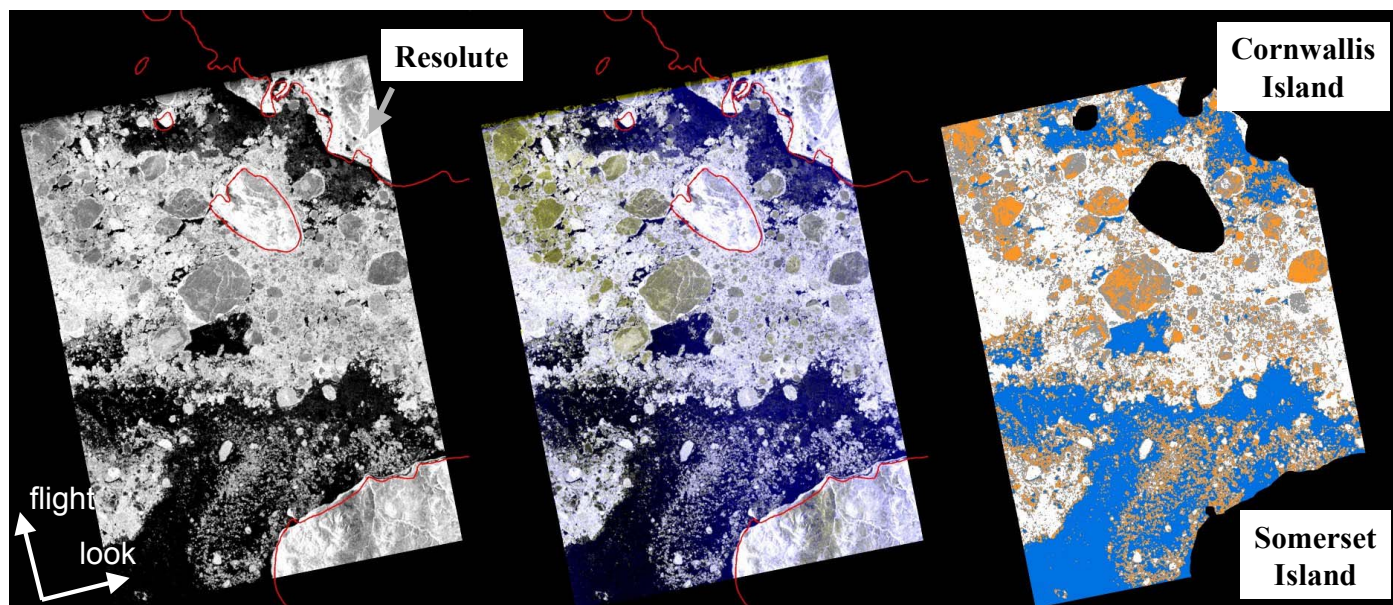 Resolute
Cornwallis
Island
flight
look
Somerset
Island